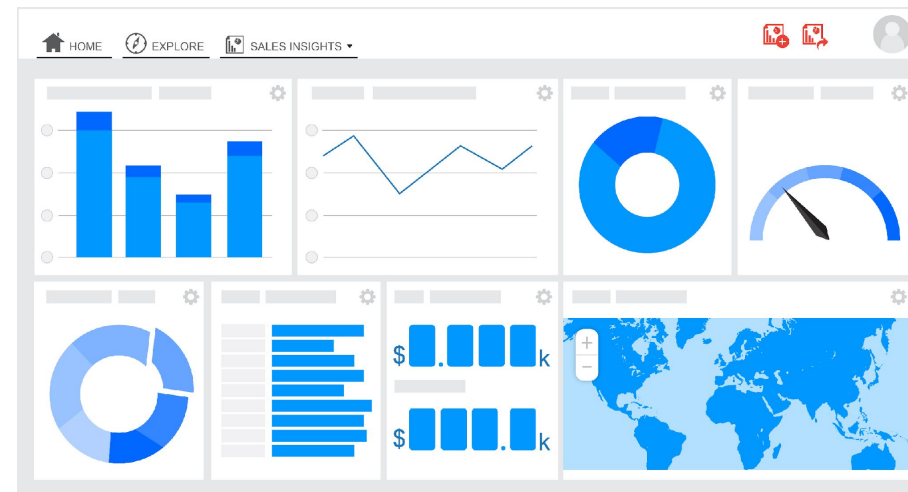 HOME
EXPLORE
SALES INSIGHTS
$ . k
$ . k